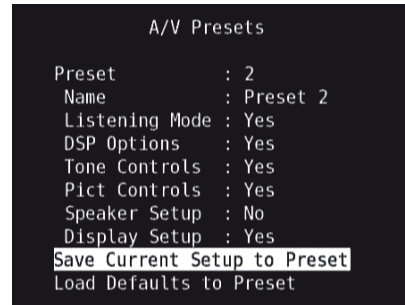 A/V Presets
Preset : 2
Name : Preset 2
Listening Mode : Yes
DSP Options : Yes
Tone Controls : Yes
Pict Controls : Yes
Speaker Setup : No
Display Setup : Yes
Save Current Setup to Preset
Load Defaults to Preset